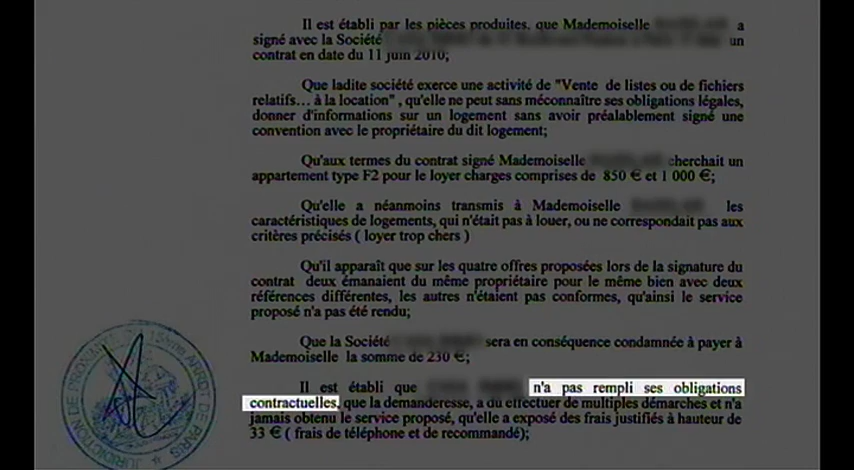 Il est établi par les pièces produites, que Mademoiselle a
signé avec la Société un
contrat en date du 11 juin 2010;
Que ladite société exerce une activité de "Vente de listes ou de fichiers
relatifs... à la location" , qu'elle ne peut sans méconnaître ses obligations légales,
donner d'informations sur un logement sans avoir préalablement signé une
convention avec le propriétaire du dit logement;
Qu'aux termes du contrat signé Mademoiselle cherchait un
appartement type F2 pour le loyer charges comprises de 850 € et 1 000 €;
Qu'elle a néanmoins transmis à Mademoiselle les
caractéristiques de logements, qui n'était pas à louer, ou ne correspondait pas aux
critères précisés ( loyer trop chers )
Qu'il apparaît que sur les quatre offres proposées lors de la signature du
contrat deux émanaient du même propriétaire pour le même bien avec deux
références différentes, les autres n'étaient pas conformes, qu'ainsi le service
proposé n'a pas été rendu;
Que la Société sera en conséquence condamnée à payer à
Mademoiselle la somme de 230 €;
Il est établi que n'a pas rempli ses obligations
contractuelles, que la demanderesse, a du effectuer de multiples démarches et n'a
jamais obtenu le service proposé, qu'elle a exposé des frais justifiés à hauteur de
33 € ( frais de téléphone et de recommandé);
JURIDICTION DE PROXIMITÉ ARRDT DE PARIS